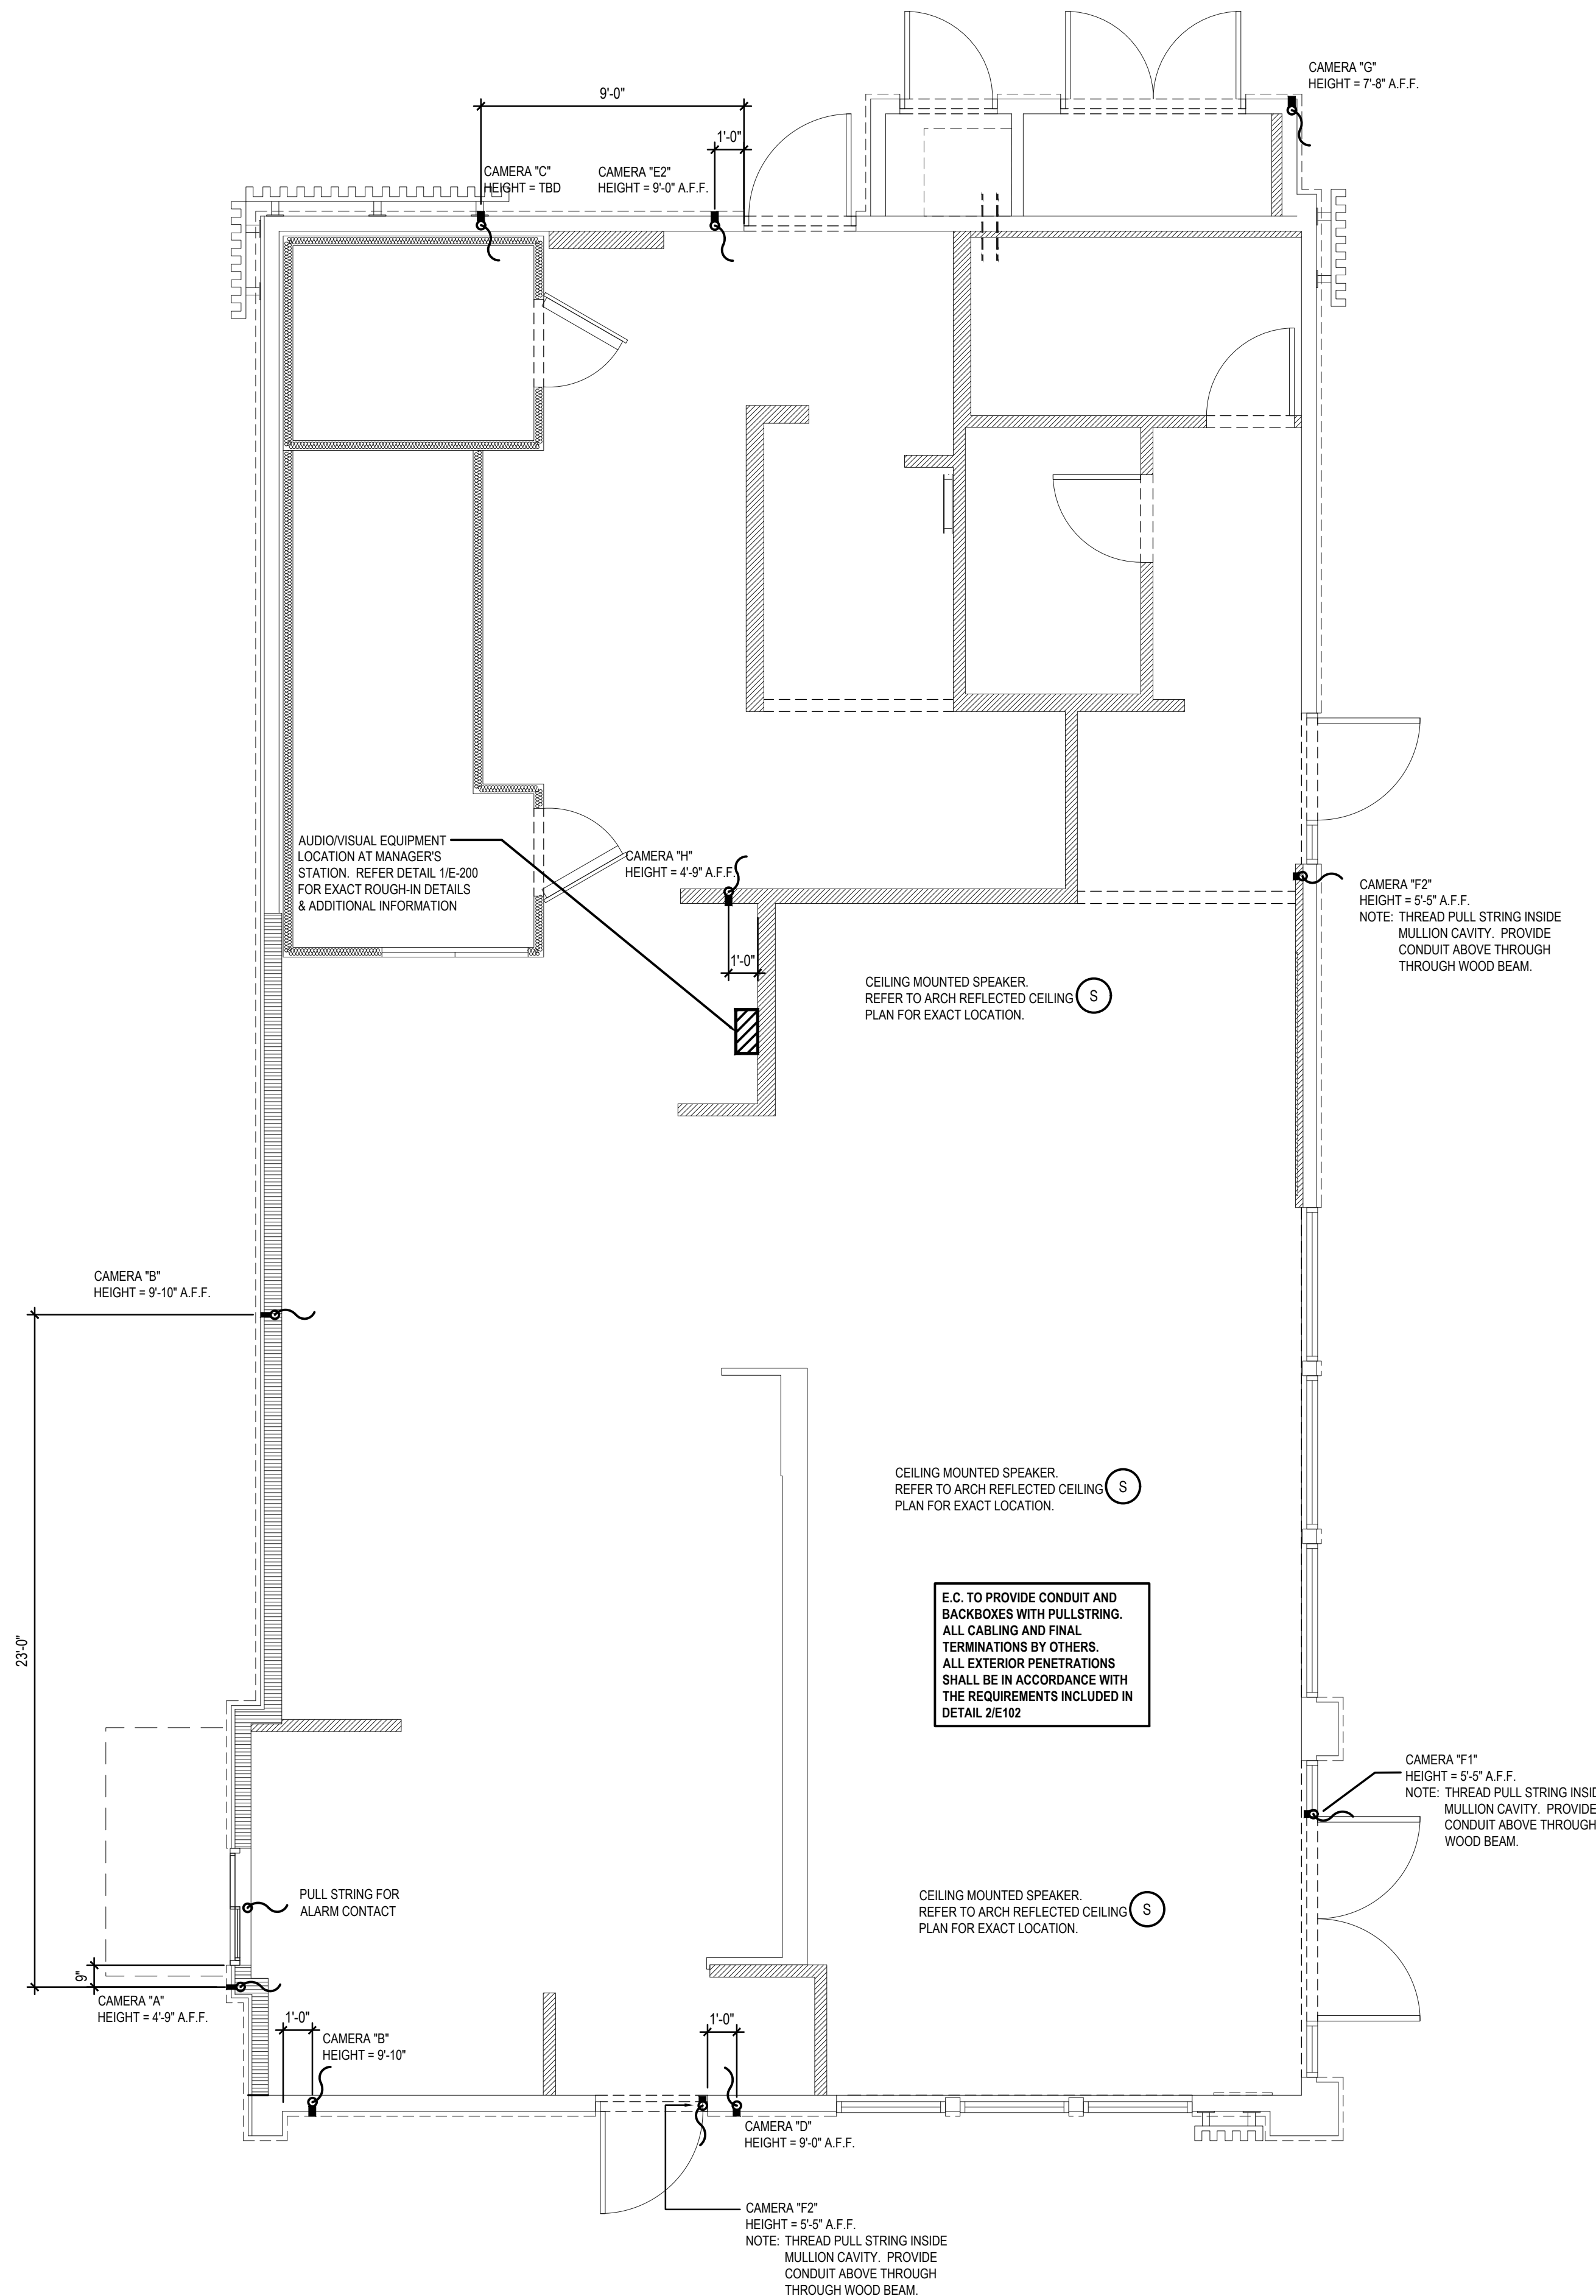 CAMERA "G"
HEIGHT = 7'-8" A.F.F.
9'-0"
1'-0"
CAMERA "C"
HEIGHT = TBD
CAMERA "E2"
HEIGHT = 9'-0" A.F.F.
AUDIO/VISUAL EQUIPMENT
LOCATION AT MANAGER'S
STATION. REFER DETAIL 1/E-200
FOR EXACT ROUGH-IN DETAILS
& ADDITIONAL INFORMATION
CAMERA "H"
HEIGHT = 4'-9" A.F.F.
1'-0"
CAMERA "F2"
HEIGHT = 5'-5" A.F.F.
NOTE: THREAD PULL STRING INSIDE
MULLION CAVITY. PROVIDE
CONDUIT ABOVE THROUGH
THROUGH WOOD BEAM.
CEILING MOUNTED SPEAKER.
REFER TO ARCH REFLECTED CEILING
PLAN FOR EXACT LOCATION.
S
CAMERA "B"
HEIGHT = 9'-10" A.F.F.
23'-0"
CEILING MOUNTED SPEAKER.
REFER TO ARCH REFLECTED CEILING
PLAN FOR EXACT LOCATION.
S
E.C. TO PROVIDE CONDUIT AND
BACKBOXES WITH PULLSTRING.
ALL CABLING AND FINAL
TERMINATIONS BY OTHERS.
ALL EXTERIOR PENETRATIONS
SHALL BE IN ACCORDANCE WITH
THE REQUIREMENTS INCLUDED IN
DETAIL 2/E102
CAMERA "F1"
HEIGHT = 5'-5" A.F.F.
NOTE: THREAD PULL STRING INSID
MULLION CAVITY. PROVIDE
CONDUIT ABOVE THROUGH
WOOD BEAM.
PULL STRING FOR
ALARM CONTACT
CEILING MOUNTED SPEAKER.
REFER TO ARCH REFLECTED CEILING
PLAN FOR EXACT LOCATION.
S
9"
CAMERA "A"
HEIGHT = 4'-9" A.F.F.
1'-0"
CAMERA "B"
HEIGHT = 9'-10"
1'-0"
CAMERA "D"
HEIGHT = 9'-0" A.F.F.
CAMERA "F2"
HEIGHT = 5'-5" A.F.F.
NOTE: THREAD PULL STRING INSIDE
MULLION CAVITY. PROVIDE
CONDUIT ABOVE THROUGH
THROUGH WOOD BEAM.